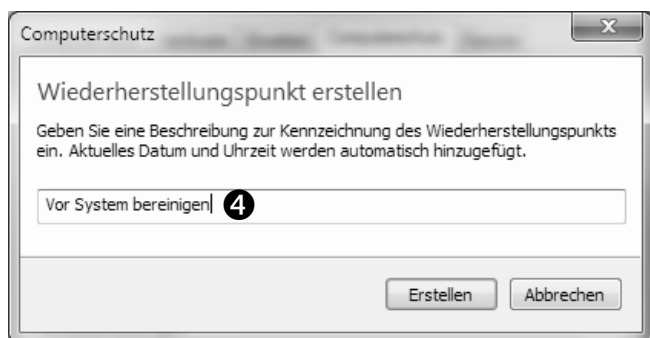 Computerschutz
Wiederherstellungspunkt erstellen
Geben Sie eine Beschreibung zur Kennzeichnung des Wiederherstellungspunkts
ein. Aktuelles Datum und Uhrzeit werden automatisch hinzugefügt.
Vor System bereinigen 4
Erstellen Abbrechen